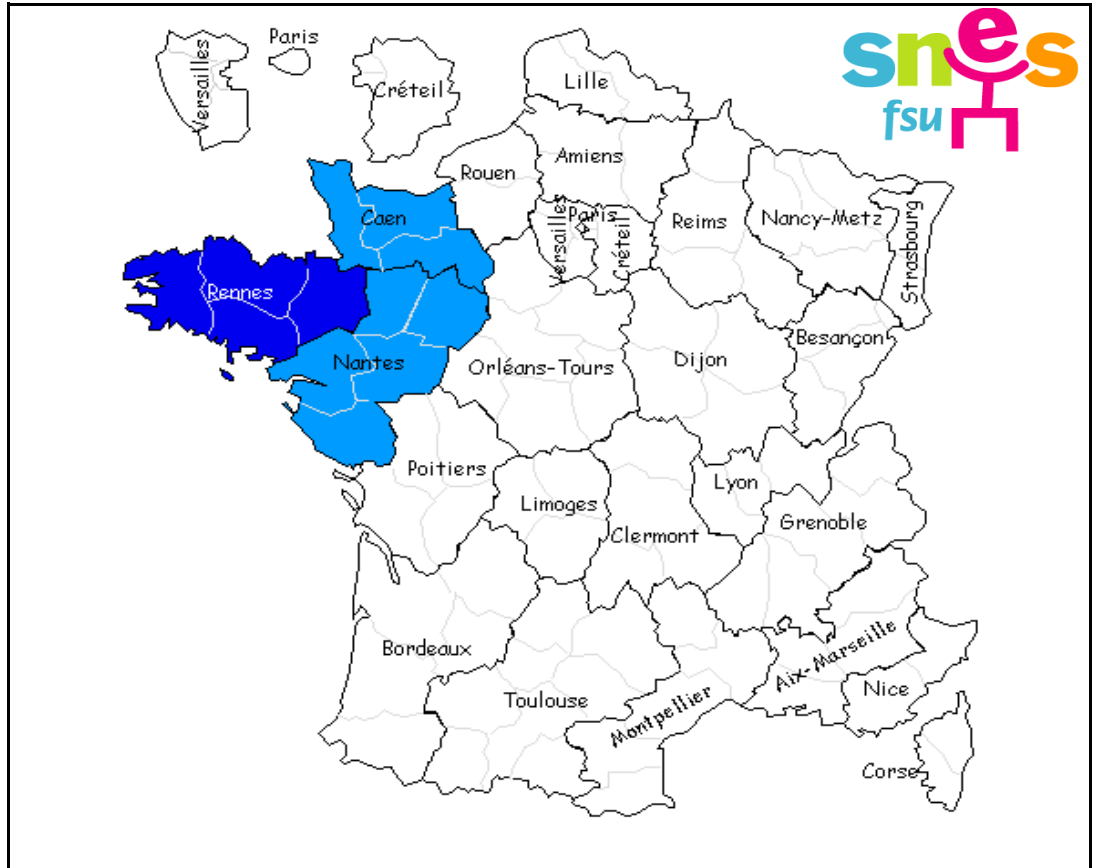 Versailles
Paris
Créteil
snes
fsu
Lille
Amiens
Rouen
Caen
Versailles
Paris
Créteil
Reims
Nancy-Metz
Strasbourg
Rennes
Nantes
Orléans-Tours
Dijon
Besançon
Poitiers
Limoges
Clermont
Lyon
Grenoble
Bordeaux
Toulouse
Montpellier
Aix-Marseille
Nice
Corse